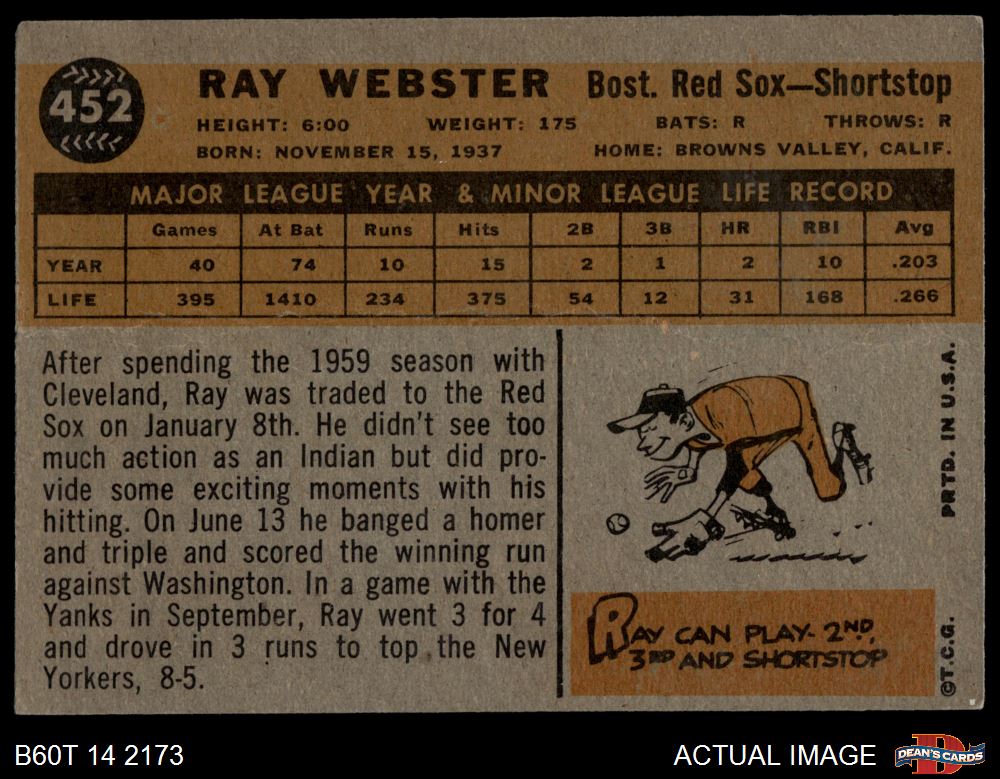 452
RAY WEBSTER Bost. Red Sox—Shortstop
HEIGHT: 6:00 WEIGHT: 175 BATS: R THROWS: R
BORN: NOVEMBER 15, 1937 HOME: BROWNS VALLEY, CALIF.
MAJOR LEAGUE YEAR & MINOR LEAGUE LIFE RECORD
Games At Bat Runs Hits 2B 3B HR RBI Avg
YEAR 40 74 10 15 2 1 2 10 .203
LIFE 395 1410 234 375 54 12 31 168 .266
After spending the 1959 season with
Cleveland, Ray was traded to the Red
Sox on January 8th. He didn't see too
much action as an Indian but did pro-
vide some exciting moments with his
hitting. On June 13 he banged a homer
and triple and scored the winning run
against Washington. In a game with the
Yanks in September, Ray went 3 for 4
and drove in 3 runs to top the New
Yorkers, 8-5.
RAY CAN PLAY- 2ND,
3RD AND SHORTSTOP
©T.C.G. PRTD. IN U.S.A.
B60T 14 2173
ACTUAL IMAGE
DEAN'S CARDS